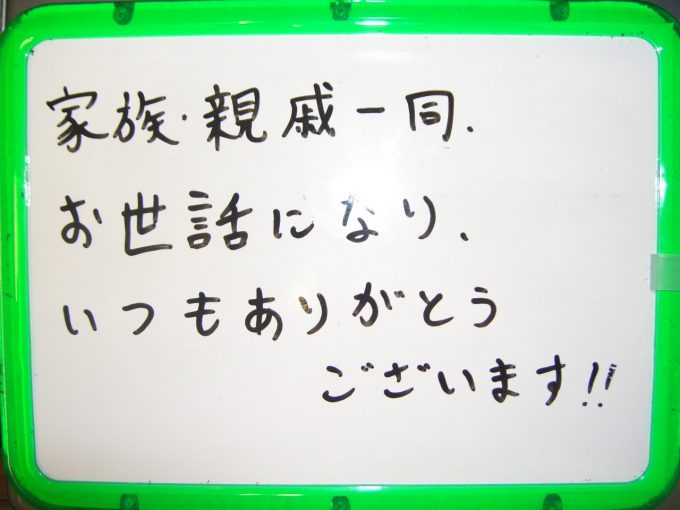 家族・親戚一同、
お世話になり、
いつもありがとう
ございます!!